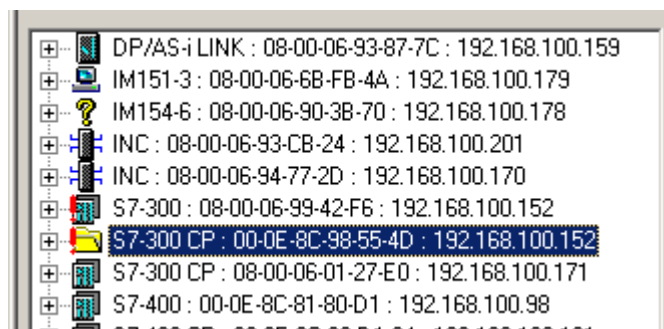 DP/AS-i LINK : 08-00-06-93-87-7C : 192.168.100.159
IM151-3 : 08-00-06-6B-FB-4A : 192.168.100.179
IM154-6 : 08-00-06-90-3B-70 : 192.168.100.178
INC : 08-00-06-93-CB-24 : 192.168.100.201
INC : 08-00-06-94-77-2D : 192.168.100.170
S7-300 : 08-00-06-99-42-F6 : 192.168.100.152
S7-300 CP : 00-0E-8C-98-55-4D : 192.168.100.152
S7-300 CP : 08-00-06-01-27-E0 : 192.168.100.171
S7-400 : 00-0E-8C-81-80-D1 : 192.168.100.98